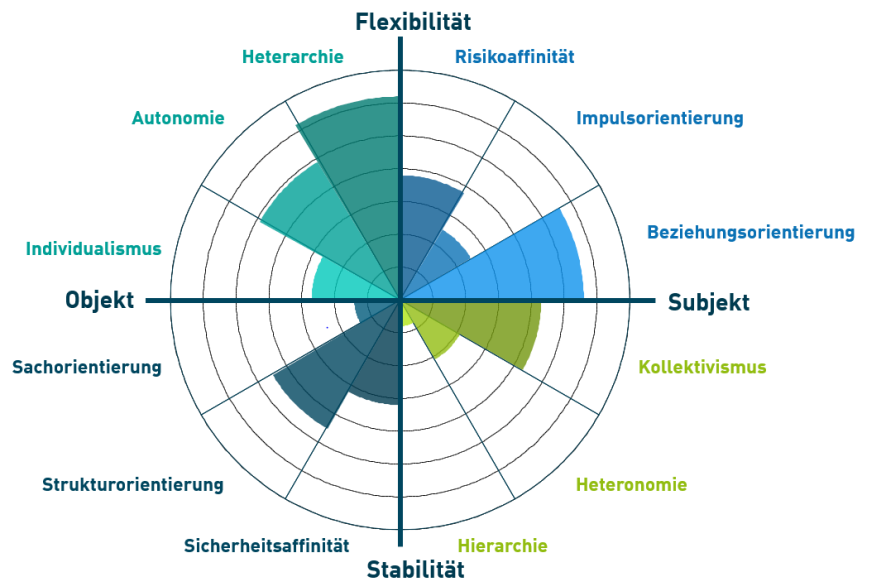 Flexibilität
Heterarchie
Risikoaffinität
Autonomie
Impulsorientierung
Individualismus
Beziehungsorientierung
Objekt
Subjekt
Sachorientierung
Kollektivismus
Strukturorientierung
Heteronomie
Sicherheitsaffinität
Hierarchie
Stabilität